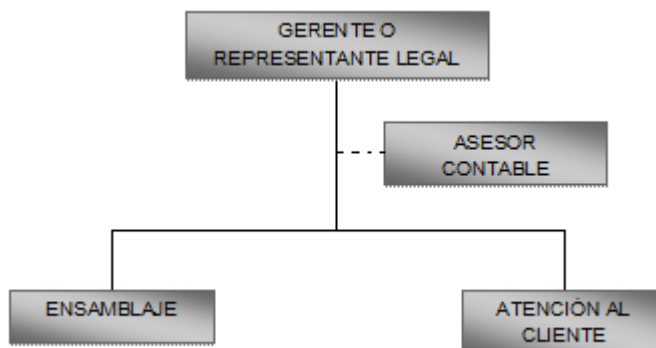 GERENTE O
REPRESENTANTE LEGAL
ASESOR
CONTABLE
ENSAMBLAJE
ATENCIÓN AL
CLIENTE